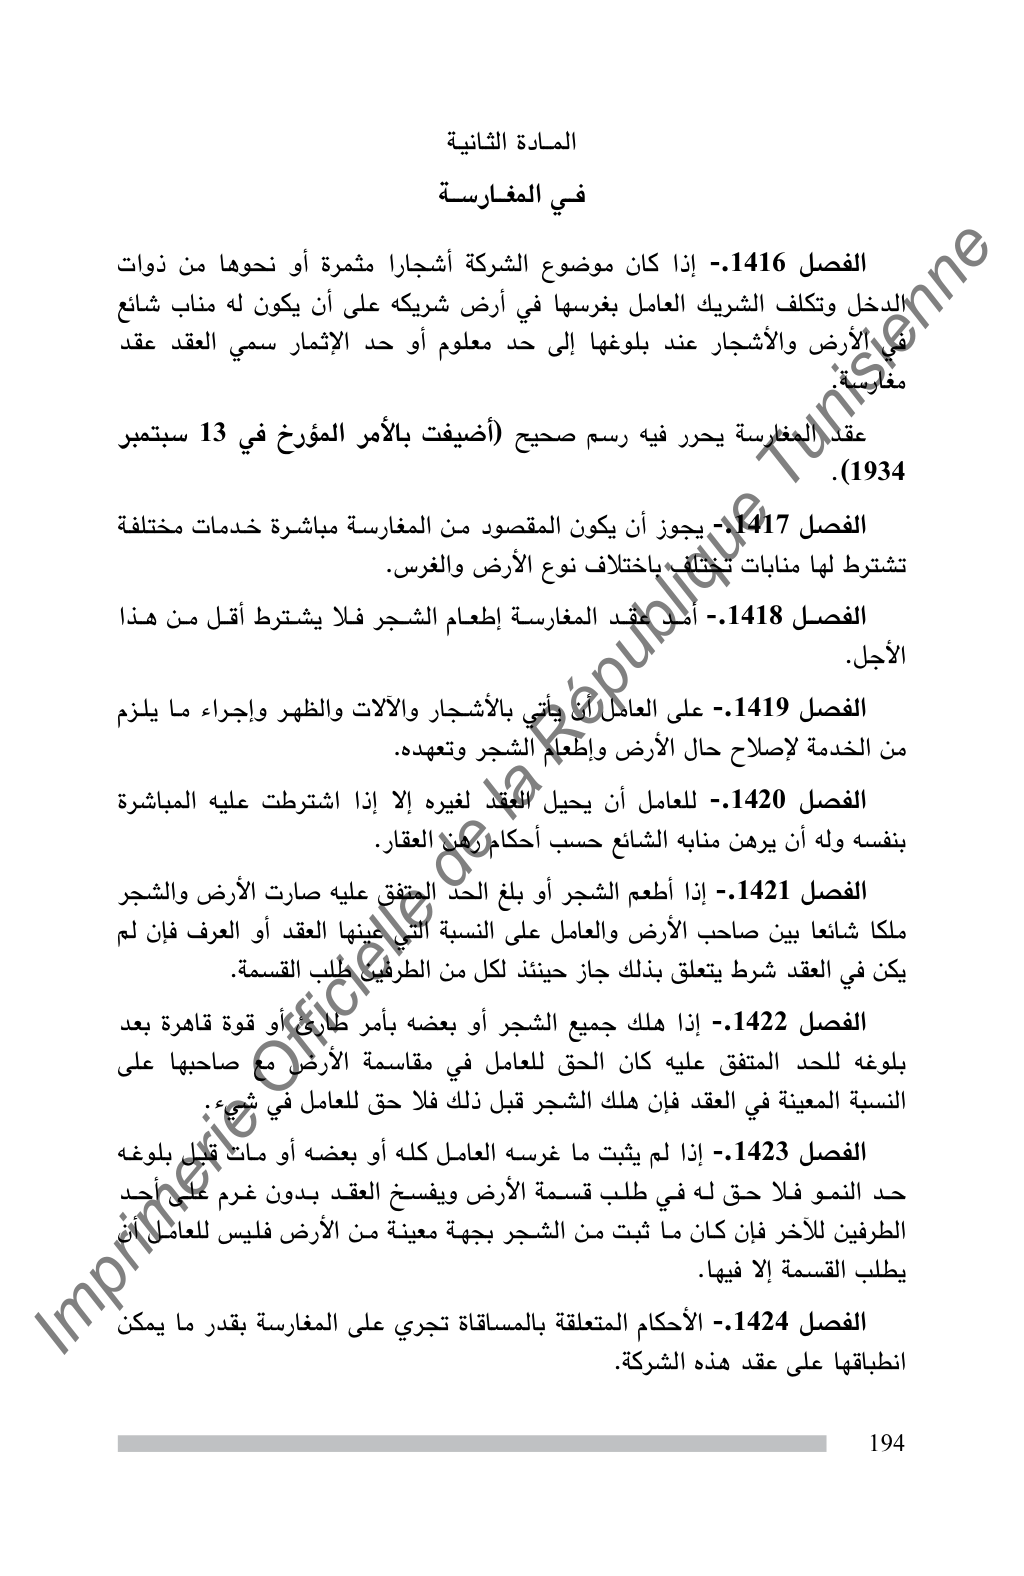 المادة الثانية
في المغارسة
الفصل 1416.- إذا كان موضوع الشركة أشجارا مثمرة أو نحوها من ذوات
الدخل وتكلف الشريك العامل بغرسها في أرض شريكه على أن يكون له مناب شائع
في الأرض والأشجار عند بلوغها إلى حد معلوم أو حد الإثمار سمي العقد عقد
مغارسة.
عقد المغارسة يحرر فيه رسم صحيح (أضيفت بالأمر المؤرخ في 13 سبتمبر
1934).
الفصل 1417.- يجوز أن يكون المقصود من المغارسة مباشرة خدمات مختلفة
تشترط لها منابات تختلف باختلاف نوع الأرض والغرس.
الفصل 1418.- أمد عقد المغارسة إطعام الشجر فلا يشترط أقل من هذا
الأجل.
الفصل 1419.- على العامل أن يأتي بالأشجار والآلات والظهر وإجراء ما يلزم
من الخدمة لإصلاح حال الأرض وإطعام الشجر وتعهده.
الفصل 1420.- للعامل أن يحيل العقد لغيره إلا إذا اشترطت عليه المباشرة
بنفسه وله أن يرهن منابه الشائع حسب أحكام رهن العقار.
الفصل 1421.- إذا أطعم الشجر أو بلغ الحد المتفق عليه صارت الأرض والشجر
ملكا شائعا بين صاحب الأرض والعامل على النسبة التي عينها العقد أو العرف فإن لم
يكن في العقد شرط يتعلق بذلك جاز حينئذ لكل من الطرفين طلب القسمة.
الفصل 1422.- إذا هلك جميع الشجر أو بعضه بأمر طارئ أو قوة قاهرة بعد
بلوغه للحد المتفق عليه كان الحق للعامل في مقاسمة الأرض مع صاحبها على
النسبة المعينة في العقد فإن هلك الشجر قبل ذلك فلا حق للعامل في شيء.
الفصل 1423.- إذا لم يثبت ما غرسه العامل كله أو بعضه أو مات قبل بلوغه
حد النمو فلا حق له في طلب قسمة الأرض ويفسخ العقد بدون غرم على أحد
الطرفين للآخر فإن كان ما ثبت من الشجر بجهة معينة من الأرض فليس للعامل أن
يطلب القسمة إلا فيها.
الفصل 1424.- الأحكام المتعلقة بالمساقاة تجري على المغارسة بقدر ما يمكن
انطباقها على عقد هذه الشركة.
194
Imprimerie Officielle de la République Tunisienne